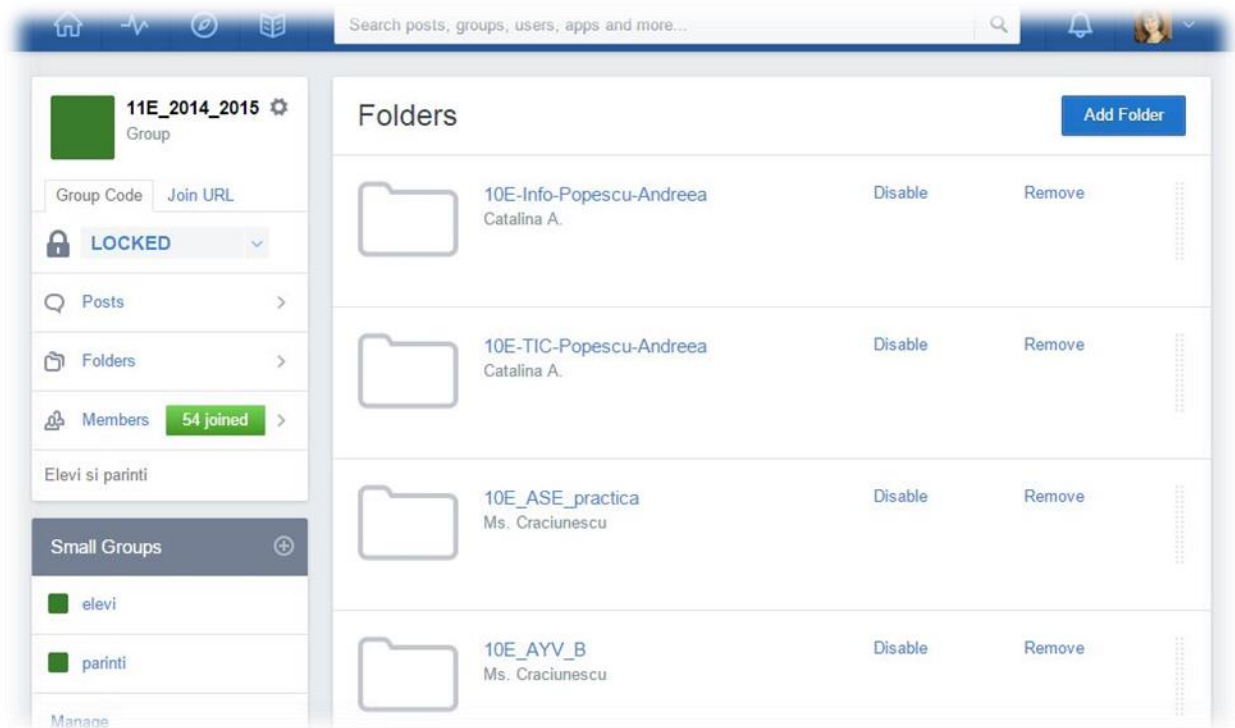 Search posts, groups, users, apps and more...
11E_2014_2015
Group
Group Code Join URL
LOCKED
Posts
Folders
Members 54 joined
Elevi si parinti
Small Groups
elevi
parinti
Manage
Folders Add Folder
10E-Info-Popescu-Andreea Disable Remove
Catalina A.
10E-TIC-Popescu-Andreea Disable Remove
Catalina A.
10E_ASE_practica Disable Remove
Ms. Craciunescu
10E_AYV_B Disable Remove
Ms. Craciunescu